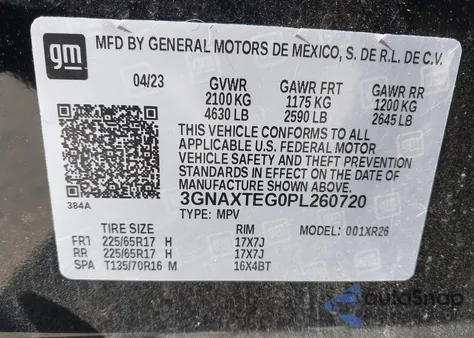 gm
MFD BY GENERAL MOTORS DE MEXICO, S. DE R.L. DE C.V.
04/23 GVWR GAWR FRT GAWR RR
2100 KG 1175 KG 1200 KG
4630 LB 2590 LB 2645 LB
THIS VEHICLE CONFORMS TO ALL
APPLICABLE U.S. FEDERAL MOTOR
VEHICLE SAFETY AND THEFT PREVENTION
STANDARDS IN EFFECT ON THE DATE OF
MANUFACTURE SHOWN ABOVE.
384A
3GNAXTEG0PL260720
TYPE: MPV
TIRE SIZE RIM MODEL: 001XR26
FRT 225/65R17 H 17X7J
RR 225/65R17 H 17X7J
SPA T135/70R16 M 16X4BT
autoSnap